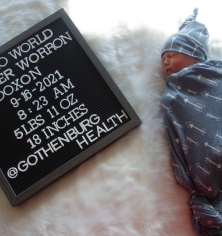 O WORLD
ER WORRON
DOXON
9-16-2021
8:23 AM
5LBS 11 OZ
18 INCHES
@GOTHENBURG
HEALTH